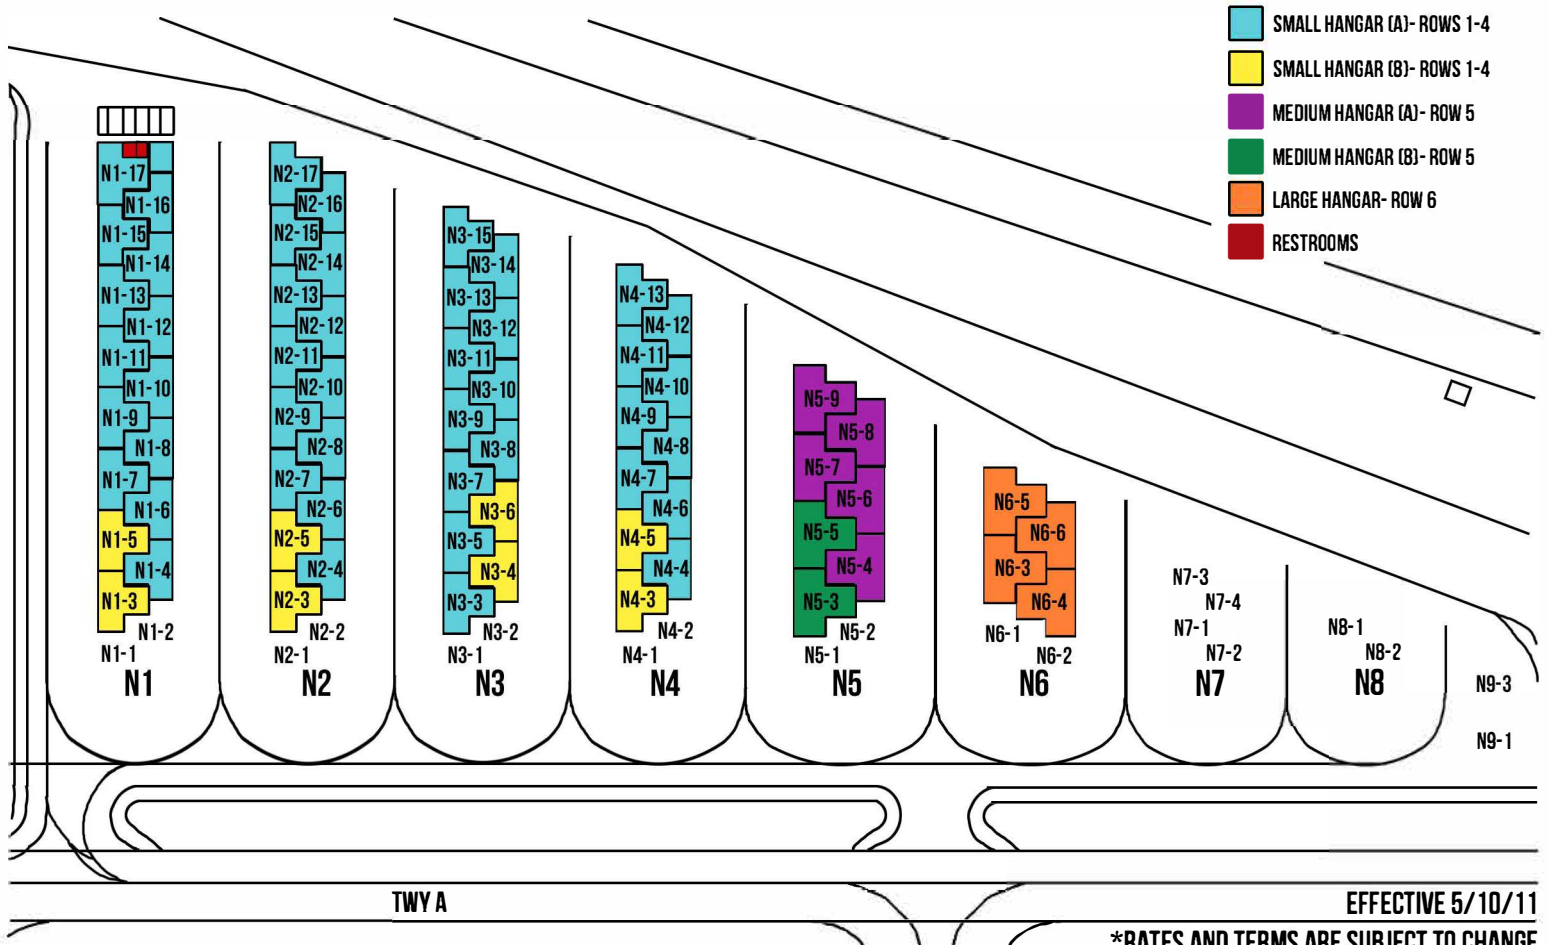 SMALL HANGAR (A)- ROWS 1-4
SMALL HANGAR (B)- ROWS 1-4
MEDIUM HANGAR (A)- ROW 5
MEDIUM HANGAR (B)- ROW 5
LARGE HANGAR- ROW 6
RESTROOMS
N1-17
N1-16
N1-15
N1-14
N1-13
N1-12
N1-11
N1-10
N1-9
N1-8
N1-7
N1-6
N1-5
N1-4
N1-3
N1-2
N1-1
N1
N2-17
N2-16
N2-15
N2-14
N2-13
N2-12
N2-11
N2-10
N2-9
N2-8
N2-7
N2-6
N2-5
N2-4
N2-3
N2-2
N2-1
N2
N3-15
N3-14
N3-13
N3-12
N3-11
N3-10
N3-9
N3-8
N3-7
N3-6
N3-5
N3-4
N3-3
N3-2
N3-1
N3
N4-13
N4-12
N4-11
N4-10
N4-9
N4-8
N4-7
N4-6
N4-5
N4-4
N4-3
N4-2
N4-1
N4
N5-9
N5-8
N5-7
N5-6
N5-5
N5-4
N5-3
N5-2
N5-1
N5
N6-5
N6-6
N6-3
N6-4
N6-1
N6-2
N6
N7-3
N7-4
N7-1
N7-2
N7
N8-1
N8-2
N8
N9-3
N9-1
TWY A
EFFECTIVE 5/10/11
*RATES AND TERMS ARE SUBJECT TO CHANGE